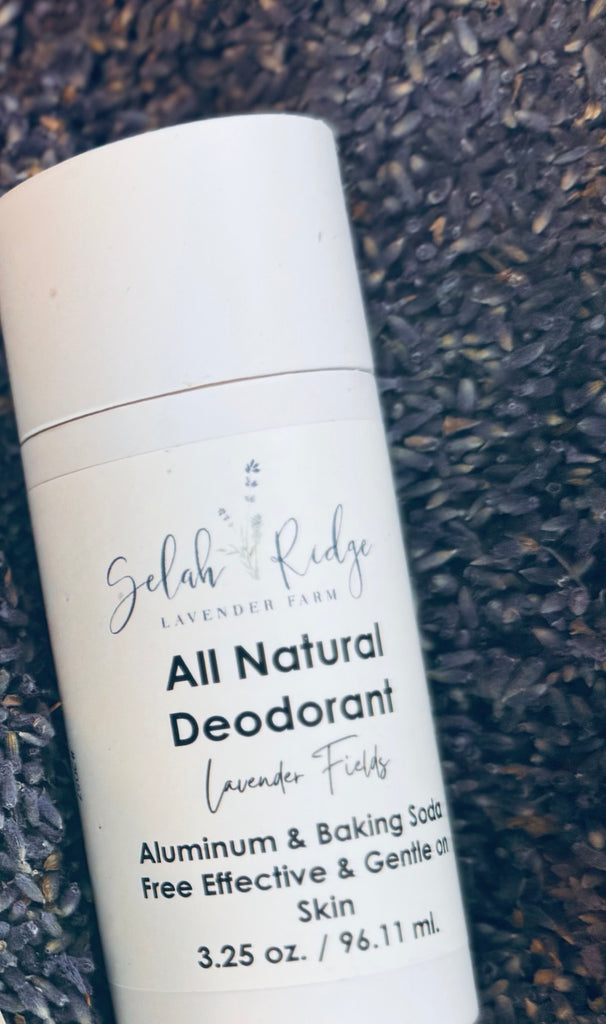 Selah Ridge
LAVENDER FARM
All Natural
Deodorant
Lavender Fields
Aluminum & Baking Soda
Free Effective & Gentle on
Skin
3.25 oz. / 96.11 ml.